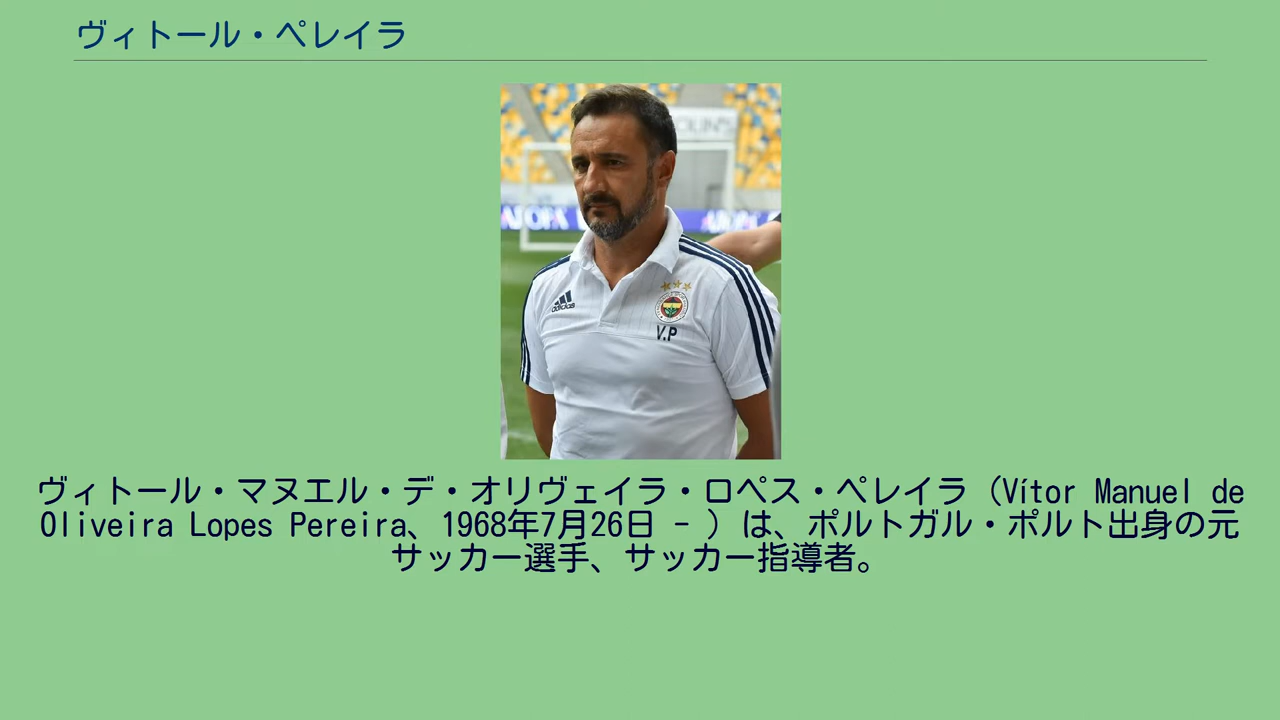 ヴィトール・ペレイラ
adidas
V.P
ヴィトール・マヌエル・デ・オリヴェイラ・ロペス・ペレイラ（Vítor Manuel de
Oliveira Lopes Pereira、1968年7月26日 - ）は、ポルトガル・ポルト出身の元
サッカー選手、サッカー指導者。